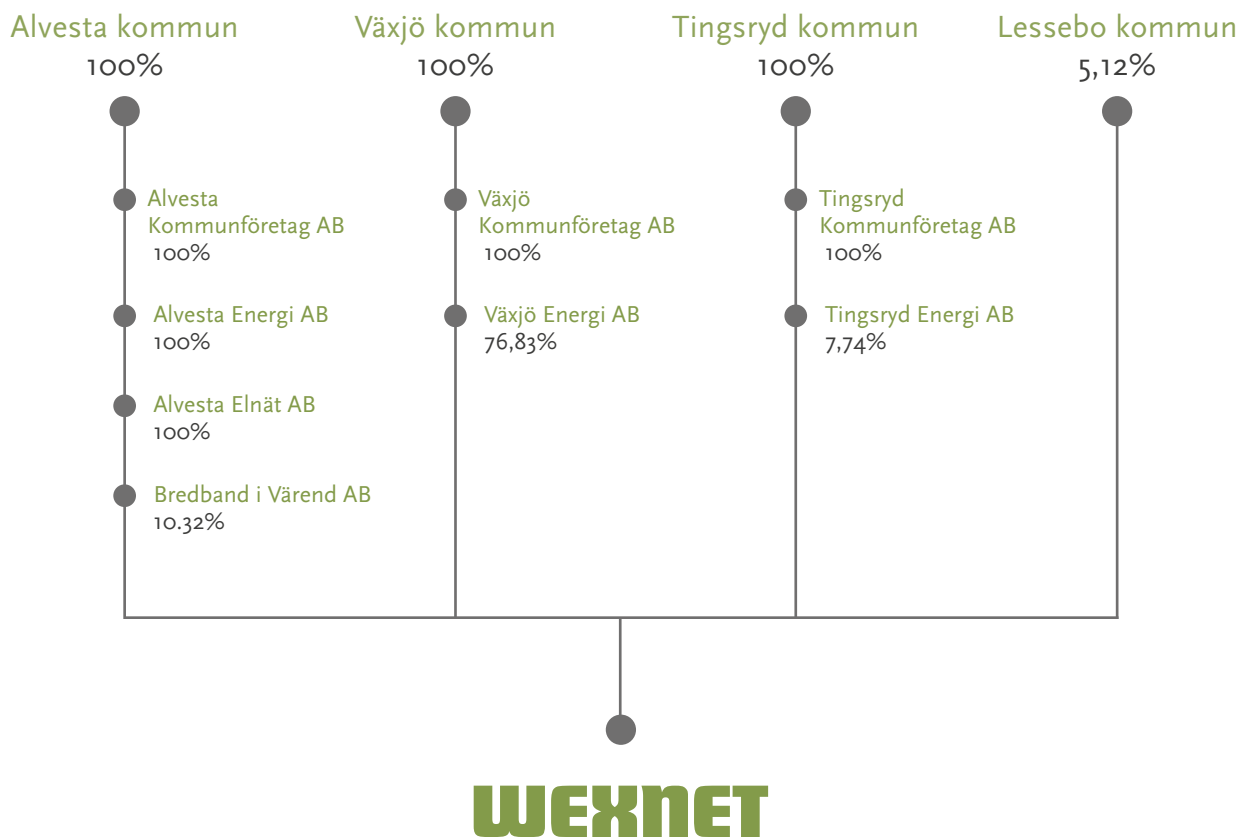 Alvesta kommun
100%
Växjö kommun
100%
Tingsryd kommun
100%
Lessebo kommun
5,12%
Alvesta
Kommunföretag AB
100%
Alvesta Energi AB
100%
Alvesta Elnät AB
100%
Bredband i Värend AB
10.32%
Växjö
Kommunföretag AB
100%
Växjö Energi AB
76,83%
Tingsryd
Kommunföretag AB
100%
Tingsryd Energi AB
7,74%
WEXNET